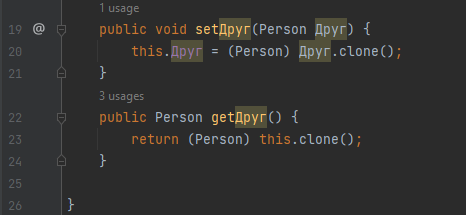 1 usage
19 @ public void setДруг(Person Друг) {
20 this.Друг = (Person) Друг.clone();
21 }
3 usages
22 public Person getДруг() {
23 return (Person) this.clone();
24 }
25
26 }